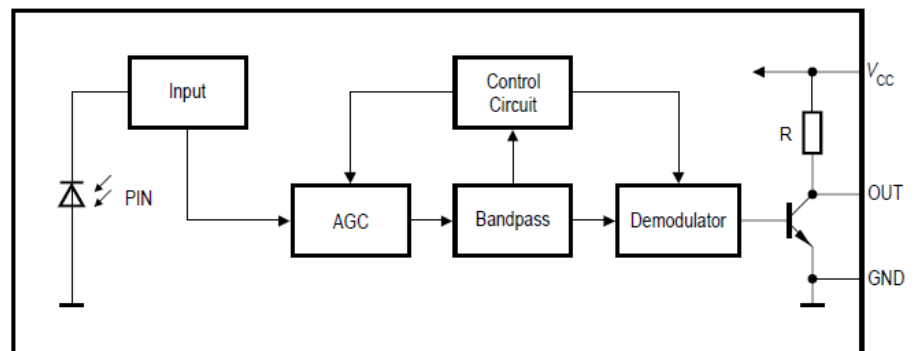 Input
Control
Circuit
VCC
R
PIN
AGC
Bandpass
Demodulator
OUT
GND